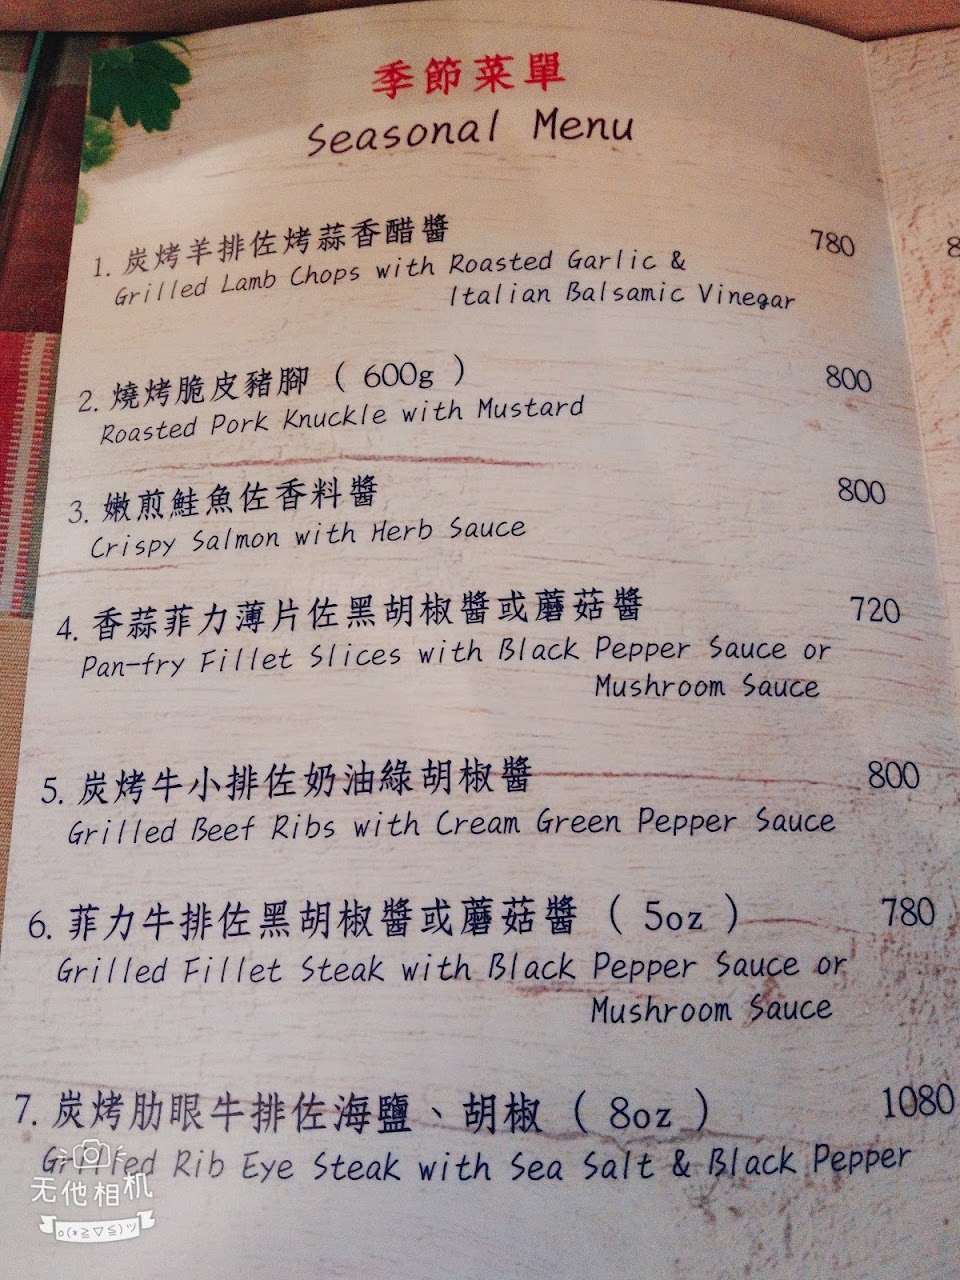 季節菜單
Seasonal Menu
1. 炭烤羊排佐烤蒜香醋醬 780
Grilled Lamb Chops with Roasted Garlic &
Italian Balsamic Vinegar
2. 燒烤脆皮豬腳 ( 600g ) 800
Roasted Pork Knuckle with Mustard
3. 嫩煎鮭魚佐香料醬 800
Crispy Salmon with Herb Sauce
4. 香蒜菲力薄片佐黑胡椒醬或蘑菇醬 720
Pan-fry Fillet Slices with Black Pepper Sauce or
Mushroom Sauce
5. 炭烤牛小排佐奶油綠胡椒醬 800
Grilled Beef Ribs with Cream Green Pepper Sauce
6. 菲力牛排佐黑胡椒醬或蘑菇醬 ( 5oz ) 780
Grilled Fillet Steak with Black Pepper Sauce or
Mushroom Sauce
7. 炭烤肋眼牛排佐海鹽、胡椒 ( 8oz ) 1080
Grilled Rib Eye Steak with Sea Salt & Black Pepper
无他相机
o(*≧▽≦)ツ